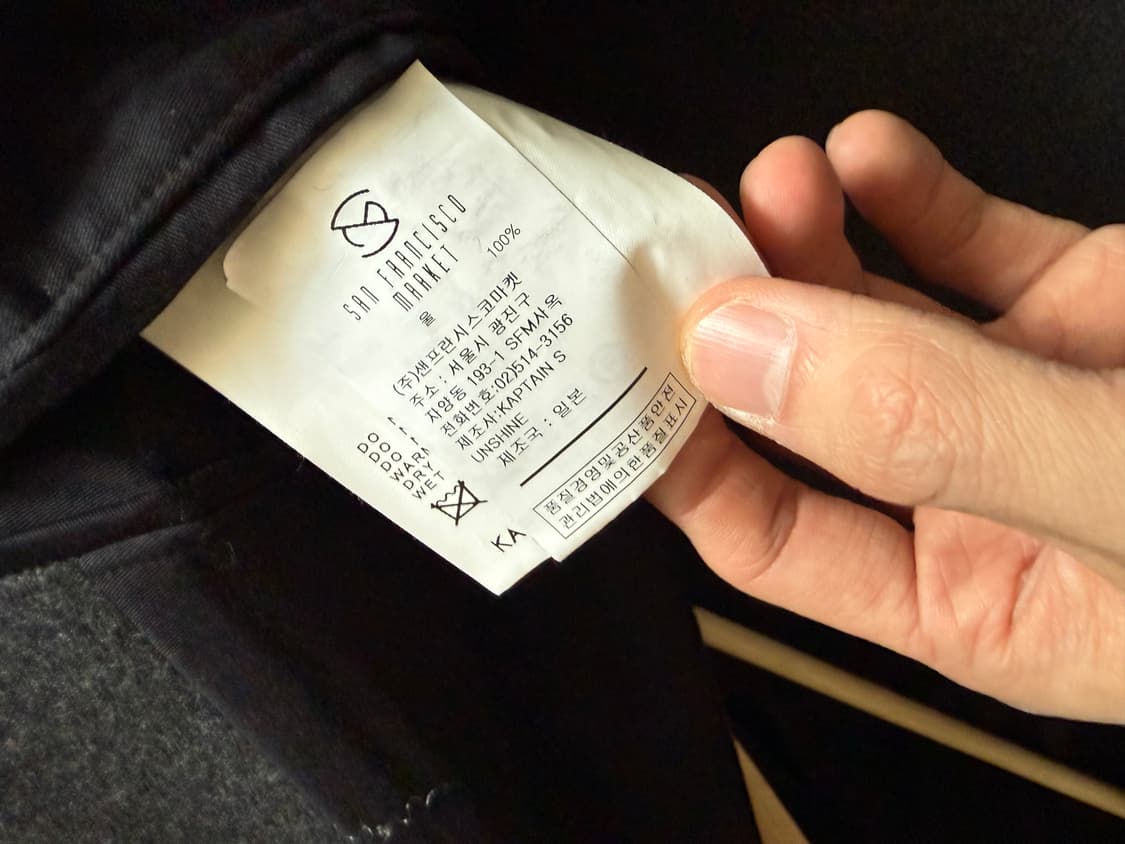 SAN FRANCISCO
MARKET
울 100%
(주)샌프란시스코마켓
주소 : 서울시 광진구
자양동 193-1 SFM사옥
전화번호:02)514-3156
제조사:KAPTAIN S
UNSHINE
제조국 : 일본
품질경영및공산품안전
관리법에의한품질표시
DO
DO
DO
WARM
DRY
WET
KA